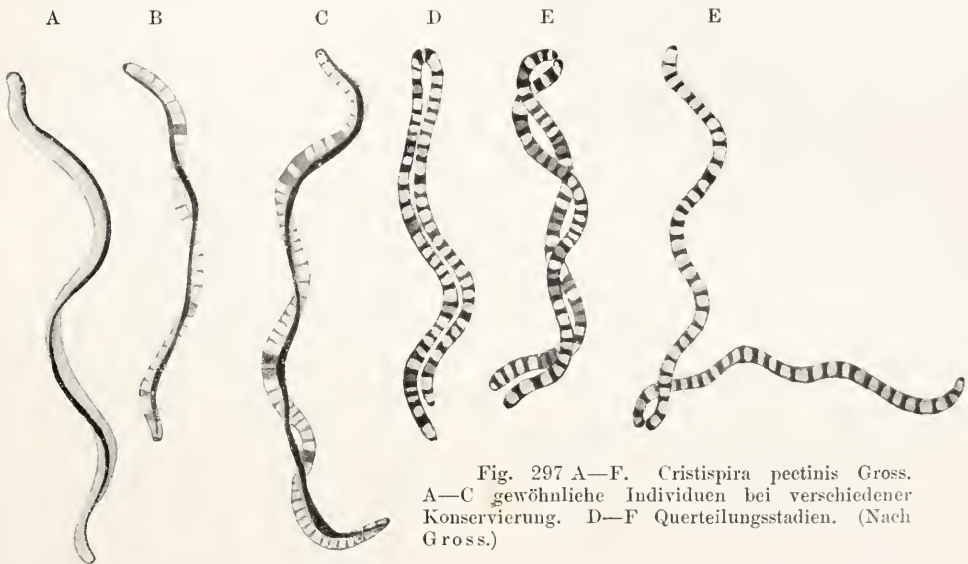 A B C D E E
Fig. 297 A—F. Cristispira pectinis Gross.
A—C gewöhnliche Individuen bei verschiedener
Konservierung. D—F Querteilungsstadien. (Nach
Gross.)